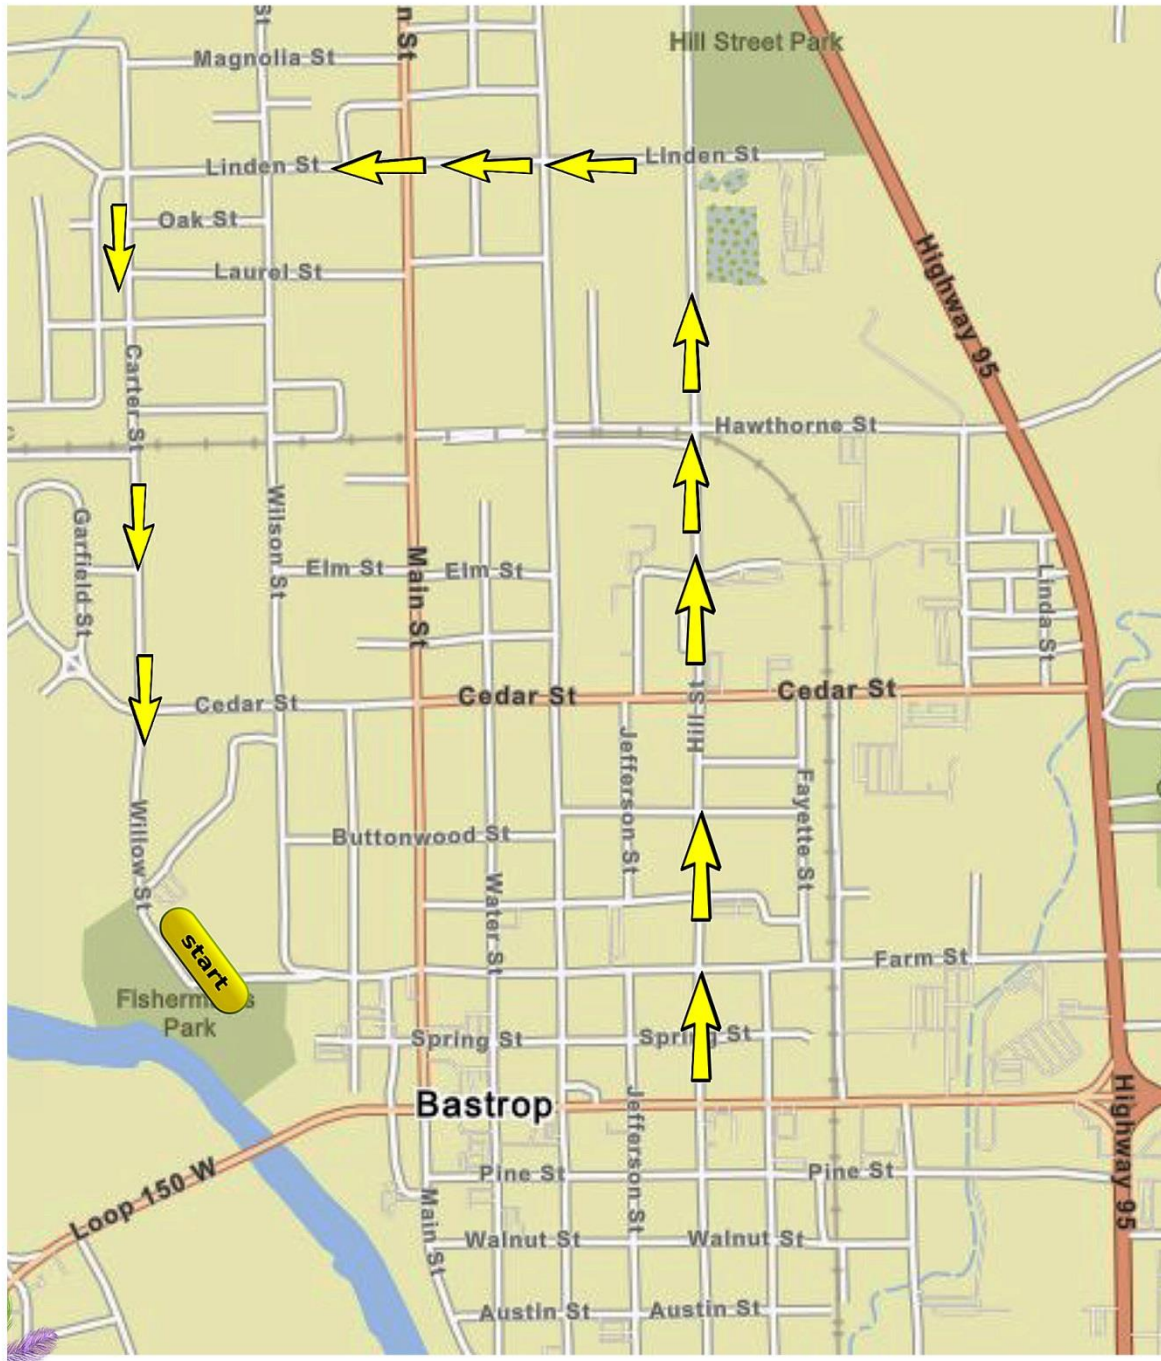 St
n St
Hill Street Park
Magnolia St
Linden St
Linden St
Oak St
Laurel St
Highway 95
Carter St
Hawthorne St
Garfield St
Wilson St
Main St
Elm St
Elm St
Linda St
Cedar St
Cedar St
Cedar St
Hill St
Jefferson St
Fayette St
Willow St
Buttonwood St
Water St
start
Farm St
Fisherm s
Park
Spring St
Spring St
Bastrop
Jefferson St
Highway 95
Loop 150 W
Pine St
Pine St
Main St
Walnut St
Walnut St
Austin St
Austin St